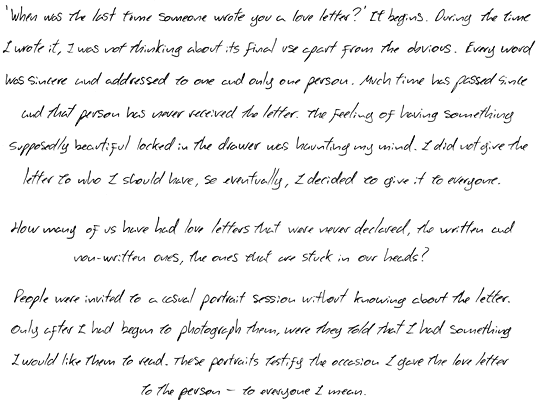 'When was the last time someone wrote you a love letter?' It begins. During the time
I wrote it, I was not thinking about its final use apart from the obvious. Every word
was sincere and addressed to one and only one person. Much time has passed since
and that person has never received the letter. The feeling of having something
supposedly beautiful locked in the drawer was haunting my mind. I did not give the
letter to who I should have, so eventually, I decided to give it to everyone.
How many of us have had love letters that were never declared, the written and
non-written ones, the ones that are stuck in our heads?
People were invited to a casual portrait session without knowing about the letter.
Only after I had begun to photograph them, were they told that I had something
I would like them to read. These portraits testify the occasion I gave the love letter
to the person – to everyone I mean.